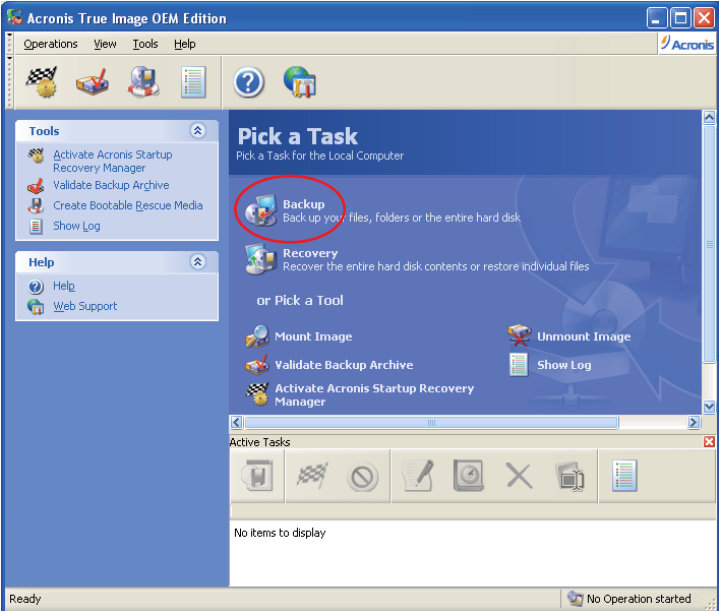 Acronis True Image OEM Edition
Operations View Tools Help
Acronis
Tools
Activate Acronis Startup
Recovery Manager
Validate Backup Archive
Create Bootable Rescue Media
Show Log
Help
Help
Web Support
Pick a Task
Pick a Task for the Local Computer
Backup
Back up your files, folders or the entire hard disk
Recovery
Recover the entire hard disk contents or restore individual files
or Pick a Tool
Mount Image
Unmount Image
Validate Backup Archive
Show Log
Activate Acronis Startup Recovery
Manager
Active Tasks
No items to display
Ready
No Operation started